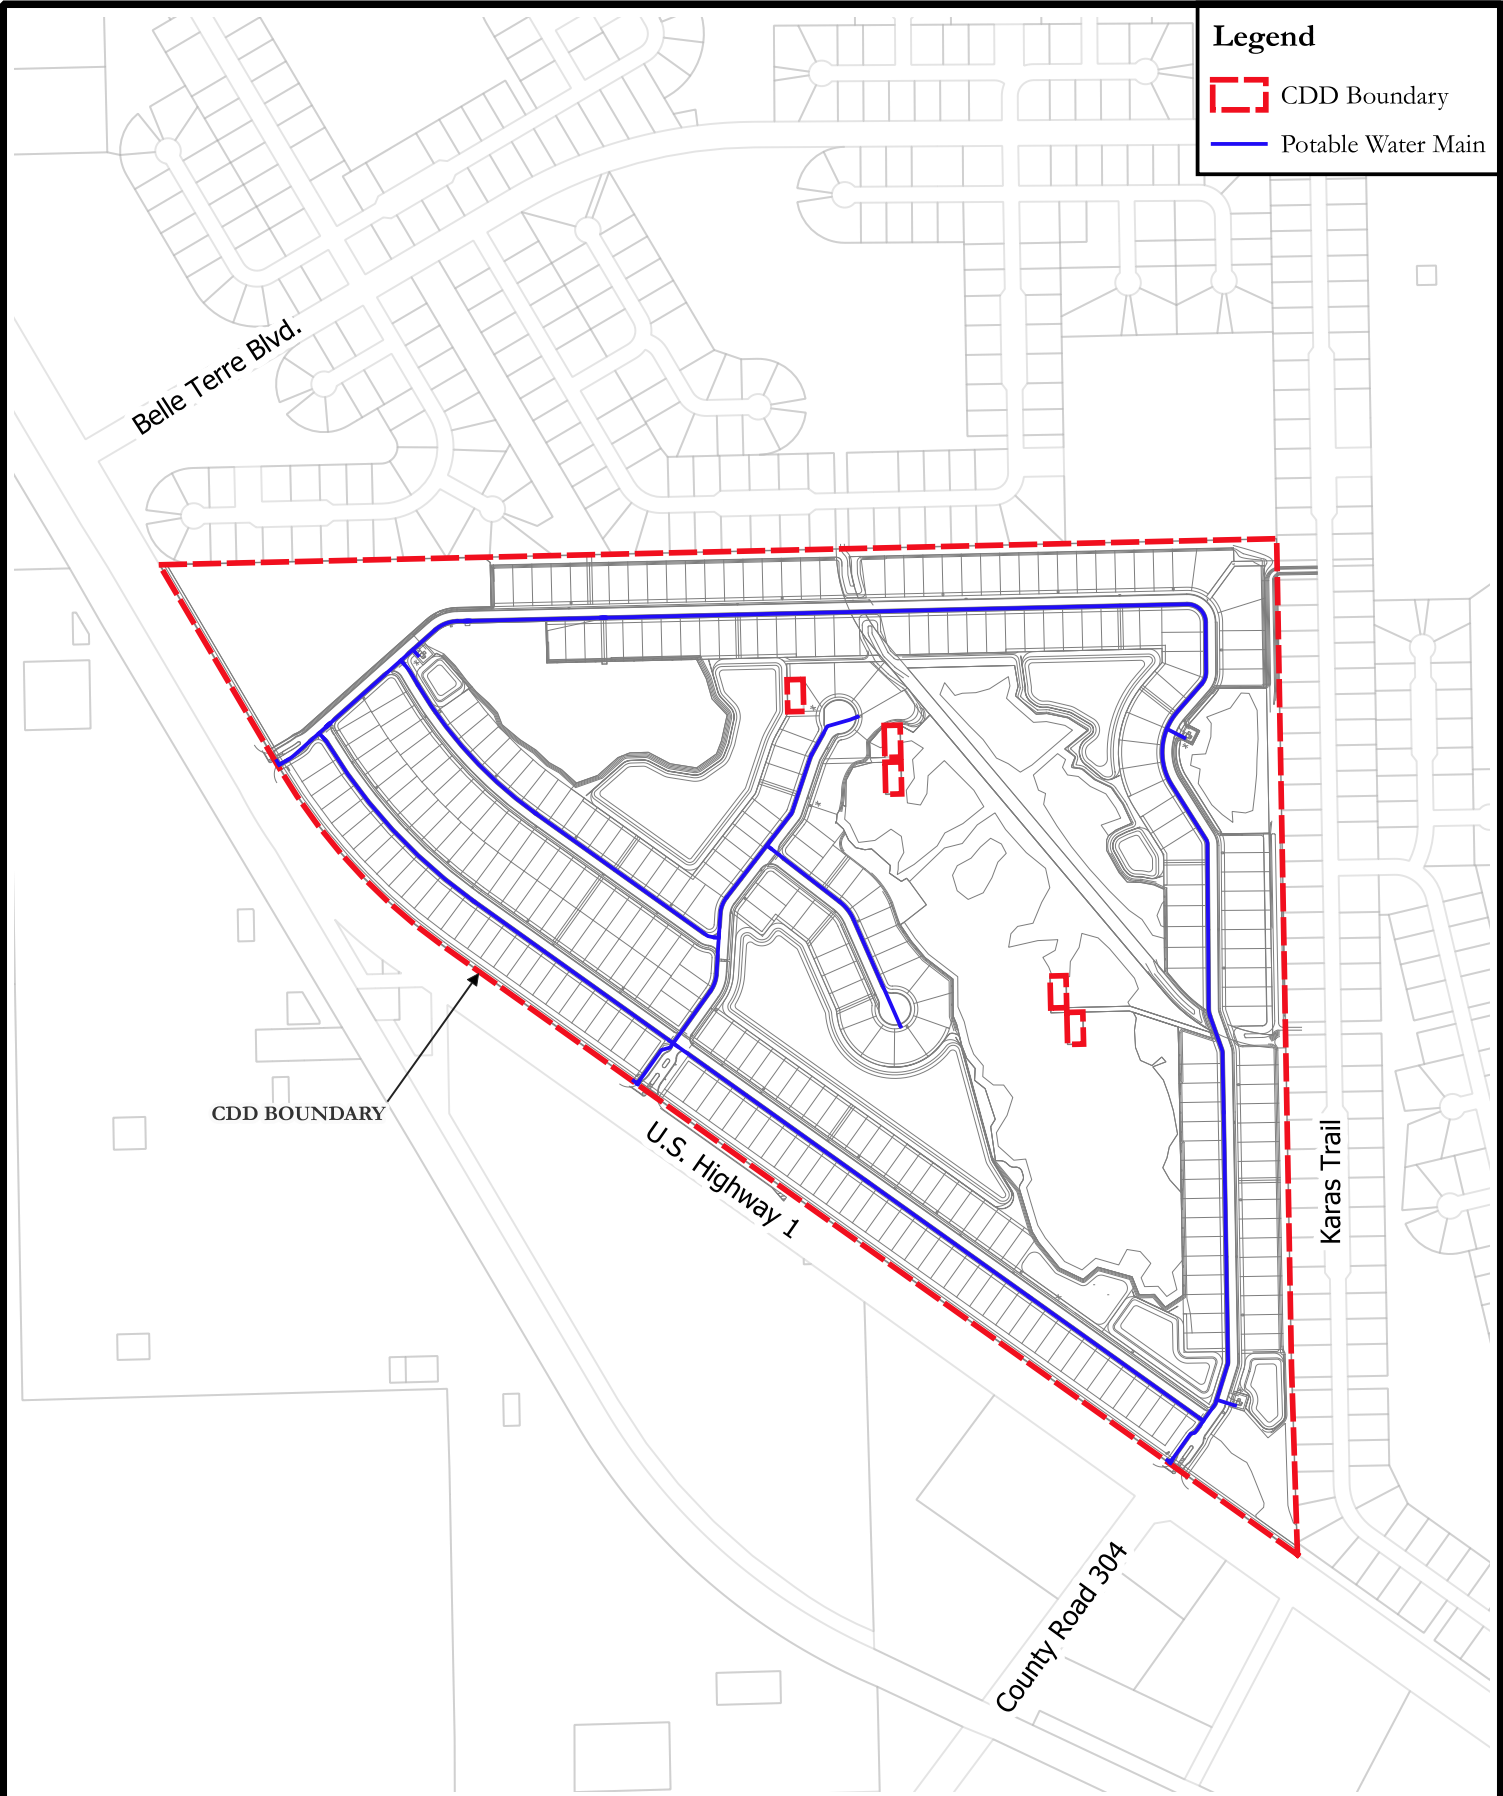 Legend
CDD Boundary
Potable Water Main
Belle Terre Blvd.
CDD BOUNDARY
U.S. Highway 1
Karas Trail
County Road 304